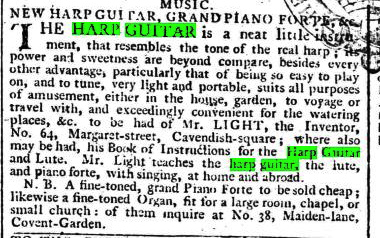 MUSIC.
NEW HARP GUITAR, GRAND PIANO FORTE, &c.
THE HARP GUITAR is a neat little instru-
ment, that resembles the tone of the real harp; its
power and sweetness are beyond compare, besides every
other advantage, particularly that of being so easy to play
on, and to tune, very light and portable, suits all purposes
of amusement, either in the house, garden, to voyage or
travel with, and exceedingly convenient for the watering
places, &c. to be had of Mr. LIGHT, the Inventor,
No. 64, Margaret-street, Cavendish-square; where also
may be had, his Book of Instructions for the Harp Guitar
and Lute. Mr. Light teaches the harp guitar, the lute,
and piano forte, with singing, at home and abroad.
N. B. A fine-toned, grand Piano Forte to be sold cheap;
likewise a fine-toned Organ, fit for a large room, chapel, or
small church: of them inquire at No. 38, Maiden-lane,
Covent-Garden.